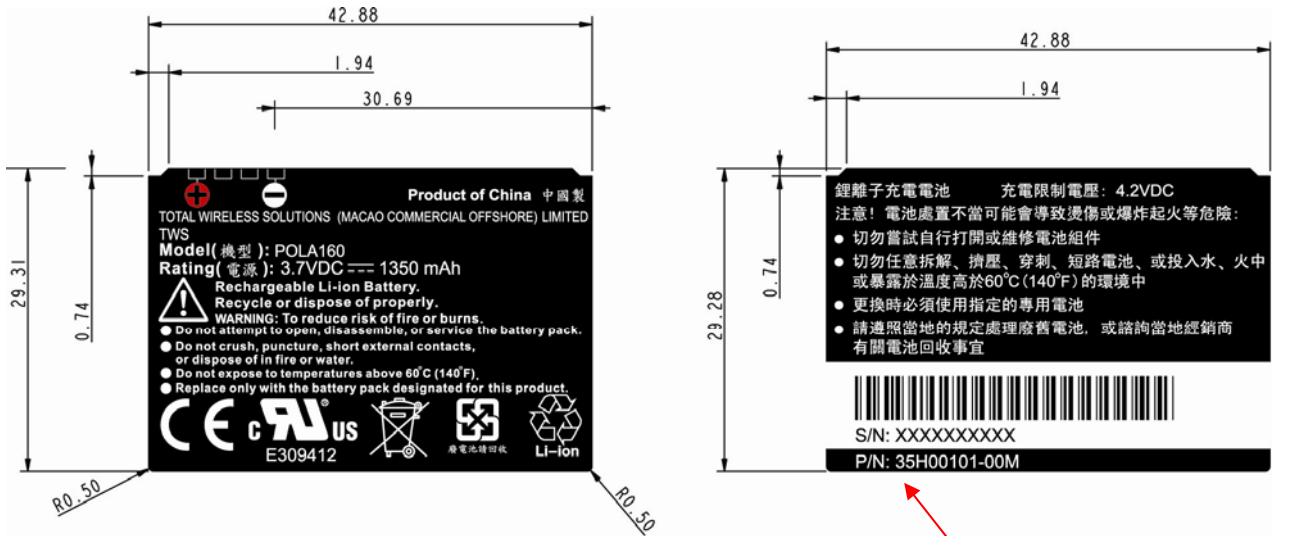 42.88
1.94
30.69
29.31
0.74
Product of China 中國製
TOTAL WIRELESS SOLUTIONS (MACAO COMMERCIAL OFFSHORE) LIMITED
TWS
Model(機型): POLA160
Rating(電源): 3.7VDC 1350 mAh
Rechargeable Li-ion Battery.
Recycle or dispose of properly.
WARNING: To reduce risk of fire or burns.
Do not attempt to open, disassemble, or service the battery pack.
Do not crush, puncture, short external contacts,
or dispose of in fire or water.
Do not expose to temperatures above 60°C (140°F).
Replace only with the battery pack designated for this product.
CE c RU US
E309412
廢電池請回收
Li-ion
R0.50
R0.50
42.88
1.94
29.28
0.74
鋰離子充電電池 充電限制電壓: 4.2VDC
注意! 電池處置不當可能會導致燙傷或爆炸起火等危險:
● 切勿嘗試自行打開或維修電池組件
● 切勿任意拆解、擠壓、穿刺、短路電池、或投入水、火中
或暴露於溫度高於60°C(140°F)的環境中
● 更換時必須使用指定的專用電池
● 請遵照當地的規定處理廢舊電池, 或諮詢當地經銷商
有關電池回收事宜
S/N: XXXXXXXXXX
P/N: 35H00101-00M